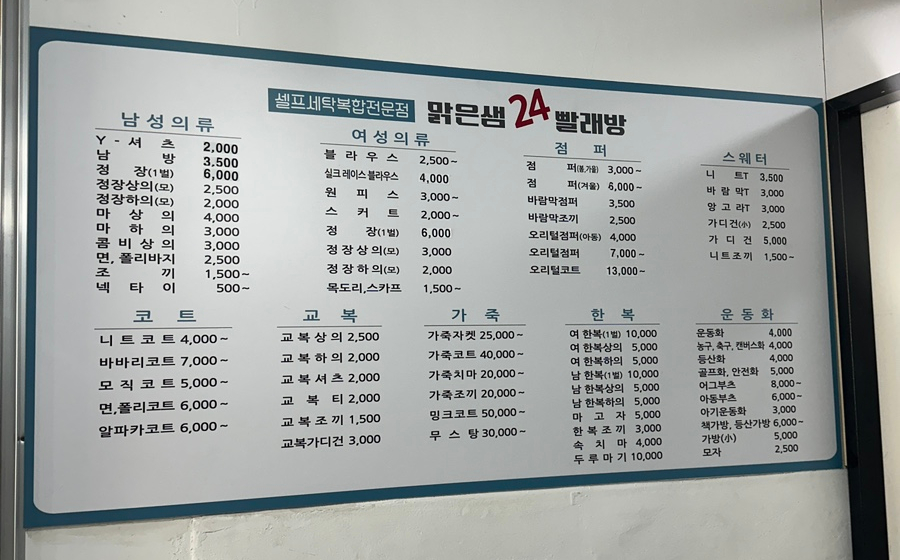 셀프세탁복합전문점 맑은샘 24 빨래방
남성의류
Y-셔츠 2,000
남방 3,500
정장(1벌) 6,000
정장상의(모) 2,500
정장하의(모) 2,000
마상의 4,000
마하의 3,000
콤비상의 3,000
면,폴리바지 2,500
조끼 1,500~
넥타이 500~
여성의류
블라우스 2,500~
실크레이스블라우스 4,000
원피스 3,000~
스커트 2,000~
정장(1벌) 6,000
정장상의(모) 3,000
정장하의(모) 2,000
목도리,스카프 1,500~
점퍼
점퍼(봄,가을) 3,000~
점퍼(겨울) 6,000~
바람막점퍼 3,500
바람막조끼 2,500
오리털점퍼(아동) 4,000
오리털점퍼 7,000~
오리털코트 13,000~
스웨터
니트T 3,500
바람막T 3,000
앙고라T 3,000
가디건(小) 2,500
가디건 5,000
니트조끼 1,500~
코트
니트코트 4,000~
바바리코트 7,000~
모직코트 5,000~
면,폴리코트 6,000~
알파카코트 6,000~
교복
교복상의 2,500
교복하의 2,000
교복셔츠 2,000
교복티 2,000
교복조끼 1,500
교복가디건 3,000
가죽
가죽자켓 25,000~
가죽코트 40,000~
가죽치마 20,000~
가죽조끼 20,000~
밍크코트 50,000~
무스탕 30,000~
한복
여한복(1벌) 10,000
여한복상의 5,000
여한복하의 5,000
남한복(1벌) 10,000
남한복상의 5,000
남한복하의 5,000
마고자 5,000
한복조끼 3,000
속치마 4,000
두루마기 10,000
운동화
운동화 4,000
농구,축구,캔버스화 4,000
등산화 4,000
골프화,안전화 5,000
어그부츠 8,000~
아동부츠 6,000~
아기운동화 3,000
책가방,등산가방 6,000~
가방(小) 5,000
모자 2,500